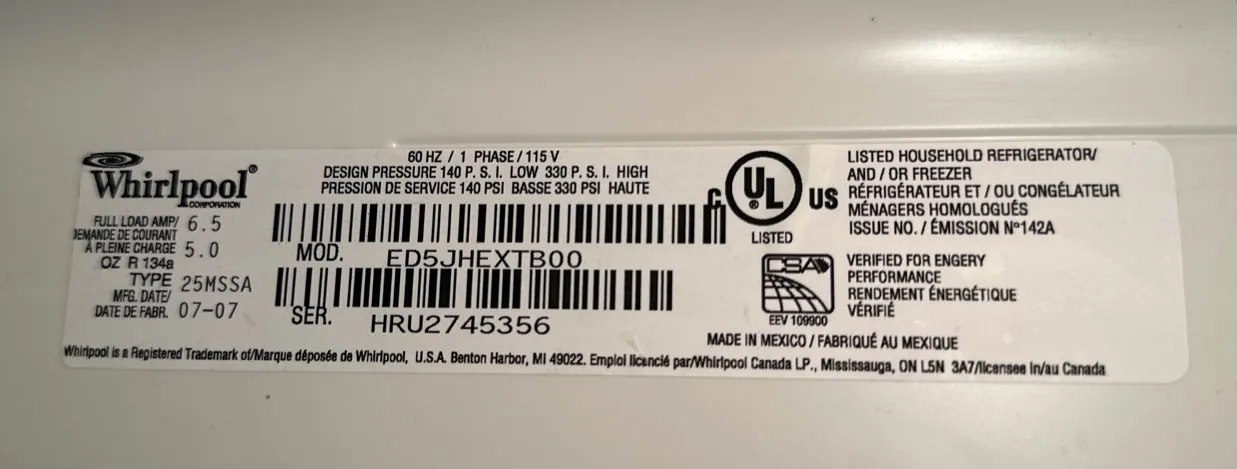 Whirlpool®
CORPORATION
FULL LOAD AMP/ 6.5
DEMANDE DE COURANT
À PLEINE CHARGE 5.0
OZ R 134a
TYPE 25MSSA
MFG. DATE/
DATE DE FABR. 07-07
60 HZ / 1 PHASE / 115 V
DESIGN PRESSURE 140 P. S. I. LOW 330 P. S. I. HIGH
PRESSION DE SERVICE 140 PSI BASSE 330 PSI HAUTE
MOD. ED5JHEXTB00
SER. HRU2745356
C UL® US
LISTED
LISTED HOUSEHOLD REFRIGERATOR/
AND / OR FREEZER
RÉFRIGÉRATEUR ET / OU CONGÉLATEUR
MÉNAGERS HOMOLOGUÉS
ISSUE NO. / ÉMISSION Nº142A
CSA
EEV 109900
VERIFIED FOR ENGERY
PERFORMANCE
RENDEMENT ÉNERGÉTIQUE
VÉRIFIÉ
MADE IN MEXICO / FABRIQUÉ AU MEXIQUE
Whirlpool is a Registered Trademark of/Marque déposée de Whirlpool, U.S.A. Benton Harbor, MI 49022. Emploi licencié par/Whirlpool Canada LP., Mississauga, ON L5N 3A7/licensee in/au Canada